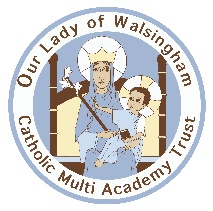 Our Lady of Walsingham
Catholic Multi Academy Trust